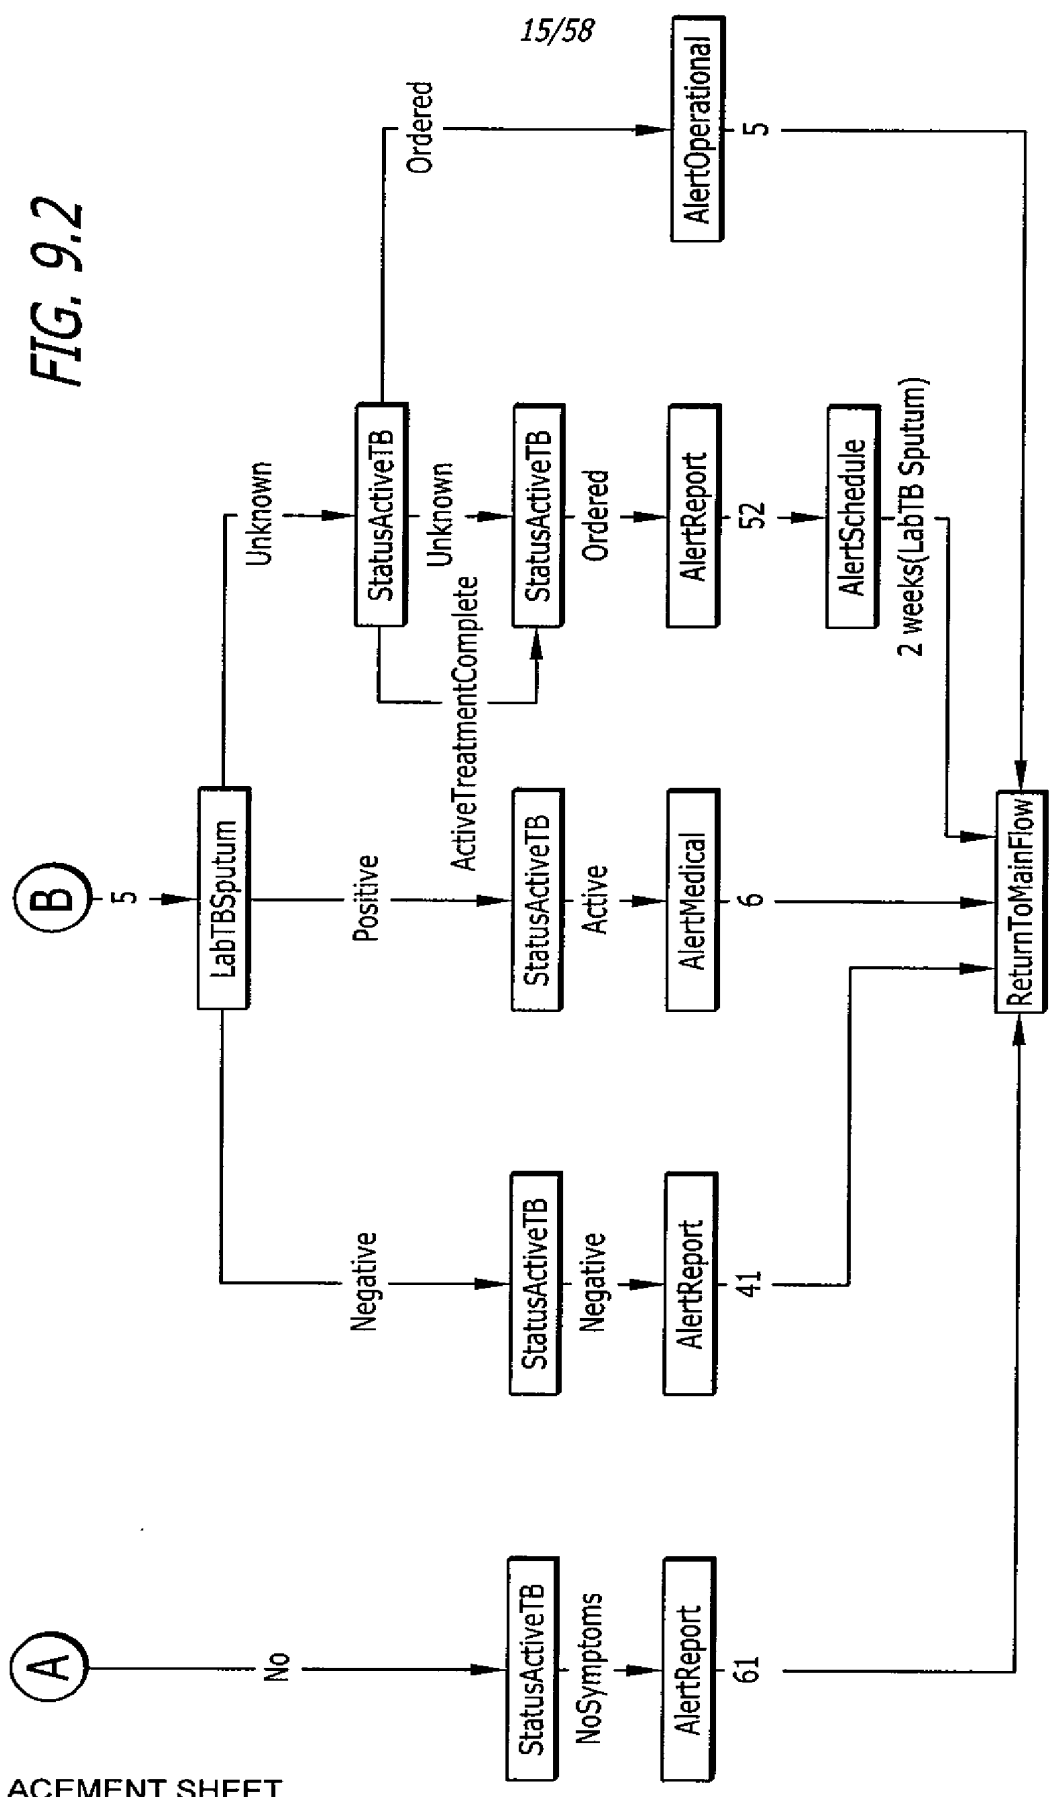 15/58
FIG. 9.2
A
No
StatusActiveTB
NoSymptoms
AlertReport
61
B
5
LabTBSputum
Negative
StatusActiveTB
Negative
AlertReport
41
Positive
StatusActiveTB
Active
AlertMedical
6
Unknown
StatusActiveTB
ActiveTreatmentComplete
Unknown
StatusActiveTB
Ordered
AlertReport
52
AlertSchedule
2 weeks(LabTB Sputum)
Ordered
AlertOperational
5
ReturnToMainFlow
ACEMENT SHEET